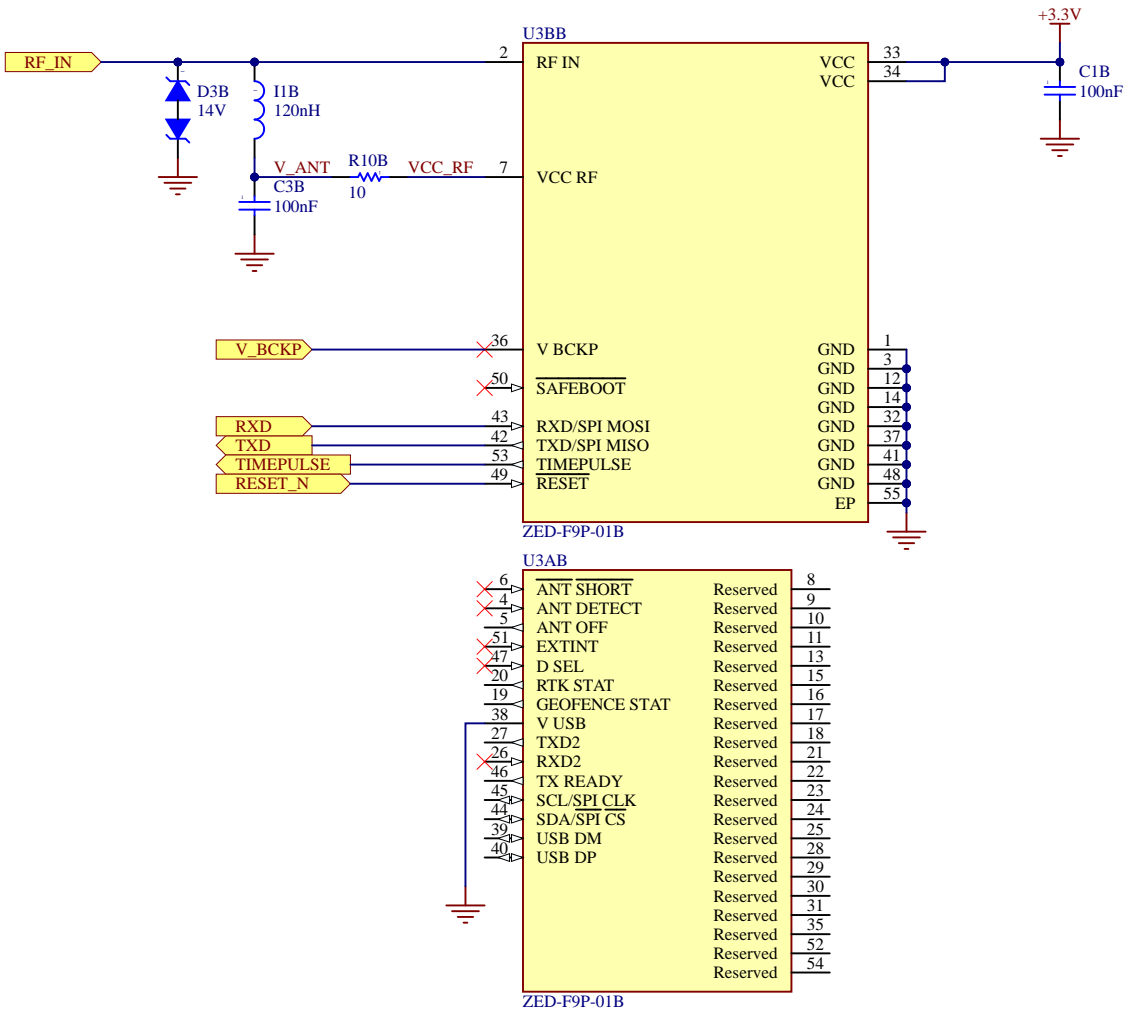 +3.3V
U3BB
RF_IN
2
RF IN
VCC
33
VCC
34
D3B
14V
I1B
120nH
C1B
100nF
V_ANT
R10B
10
VCC_RF
7
VCC RF
C3B
100nF
V_BCKP
36
V BCKP
GND
1
GND
3
50
SAFEBOOT
GND
12
GND
14
RXD
43
RXD/SPI MOSI
GND
32
TXD
42
TXD/SPI MISO
GND
37
TIMEPULSE
53
TIMEPULSE
GND
41
RESET_N
49
RESET
GND
48
EP
55
ZED-F9P-01B
U3AB
6
ANT SHORT
Reserved
8
4
ANT DETECT
Reserved
9
5
ANT OFF
Reserved
10
51
EXTINT
Reserved
11
47
D SEL
Reserved
13
20
RTK STAT
Reserved
15
19
GEOFENCE STAT
Reserved
16
38
V USB
Reserved
17
27
TXD2
Reserved
18
26
RXD2
Reserved
21
46
TX READY
Reserved
22
45
SCL/SPI CLK
Reserved
23
44
SDA/SPI CS
Reserved
24
39
USB DM
Reserved
25
40
USB DP
Reserved
28
Reserved
29
Reserved
30
Reserved
31
Reserved
35
Reserved
52
Reserved
54
ZED-F9P-01B